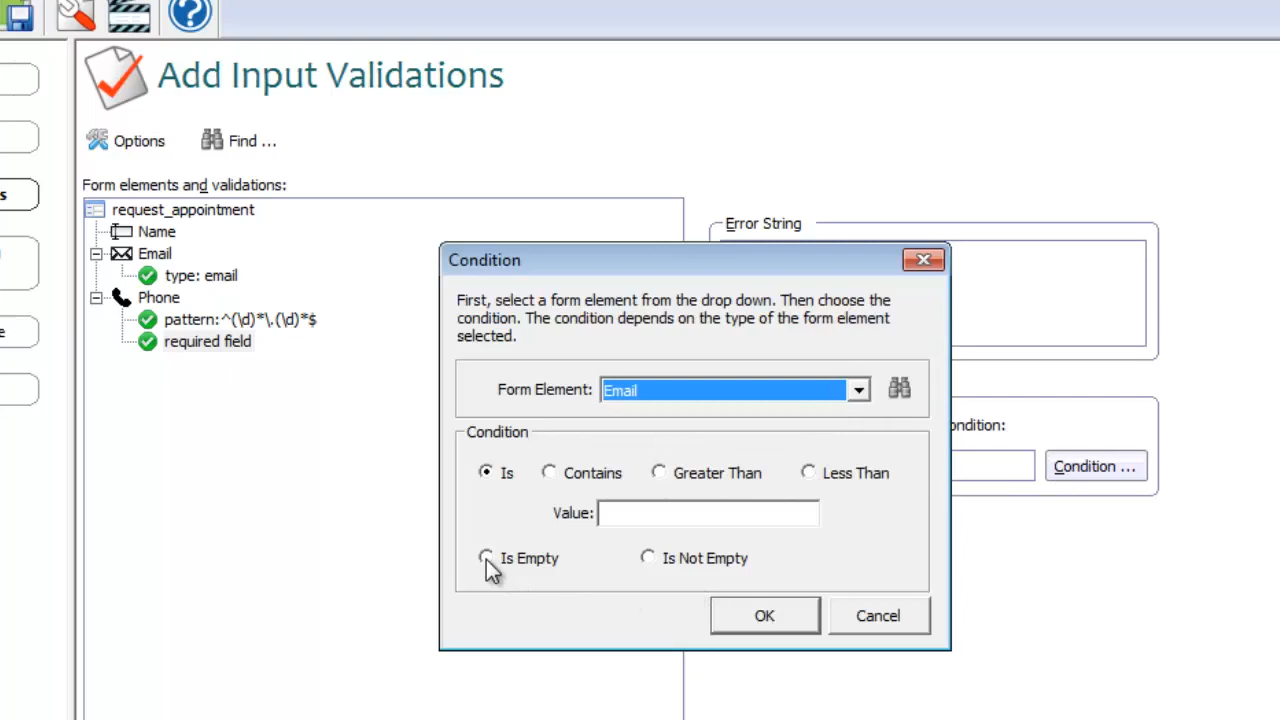 Add Input Validations
Options
Find ...
Form elements and validations:
request_appointment
Name
Email
type: email
Phone
pattern:^(\d)*\.(\d)*$
required field
s
e
Error String
ondition:
Condition ...
Condition
First, select a form element from the drop down. Then choose the
condition. The condition depends on the type of the form element
selected.
Form Element: Email
Condition
Is Contains Greater Than Less Than
Value:
Is Empty Is Not Empty
OK Cancel